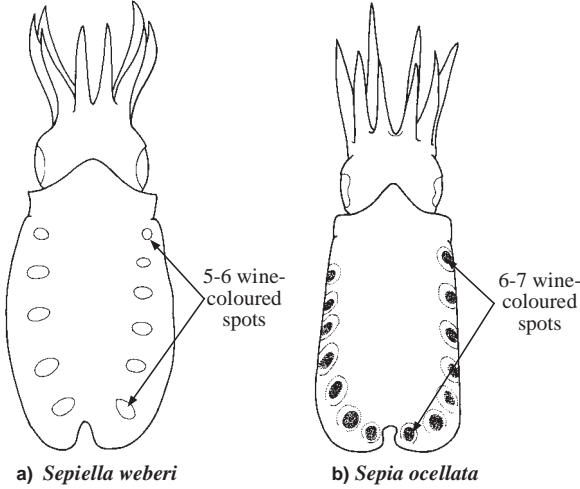 5-6 wine-
coloured
spots
6-7 wine-
coloured
spots
a) Sepiella weberi
b) Sepia ocellata